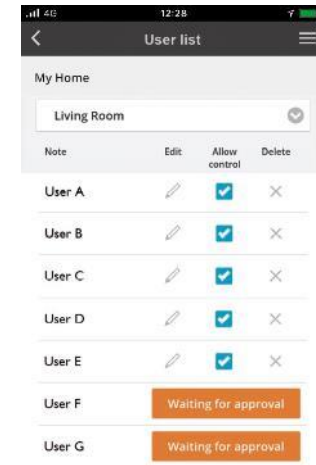 4G 12:28
User list
My Home
Living Room
Note Edit Allow control Delete
User A
User B
User C
User D
User E
User F Waiting for approval
User G Waiting for approval